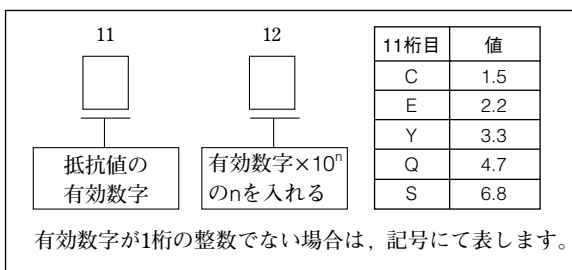 11 12
抵抗値の
有効数字
有効数字×10ⁿ
のnを入れる
11桁目 値
C 1.5
E 2.2
Y 3.3
Q 4.7
S 6.8
有効数字が1桁の整数でない場合は，記号にて表します。